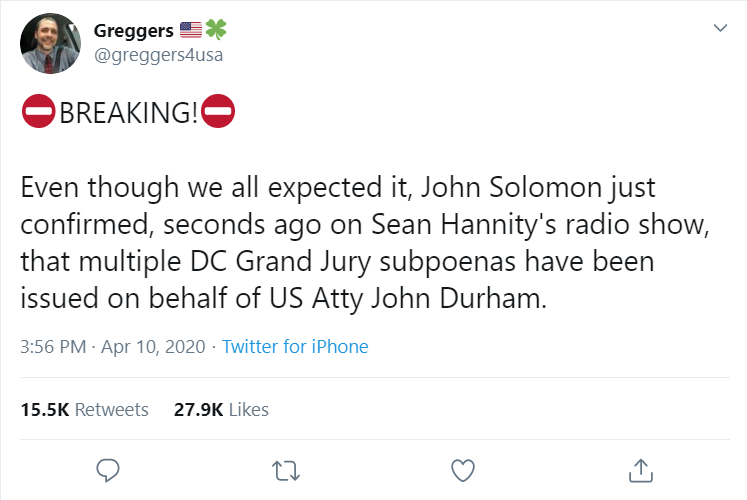 Greggers 🇺🇸🍀
@greggers4usa
⛔BREAKING!⛔
Even though we all expected it, John Solomon just
confirmed, seconds ago on Sean Hannity's radio show,
that multiple DC Grand Jury subpoenas have been
issued on behalf of US Atty John Durham.
3:56 PM · Apr 10, 2020 · Twitter for iPhone
15.5K Retweets 27.9K Likes